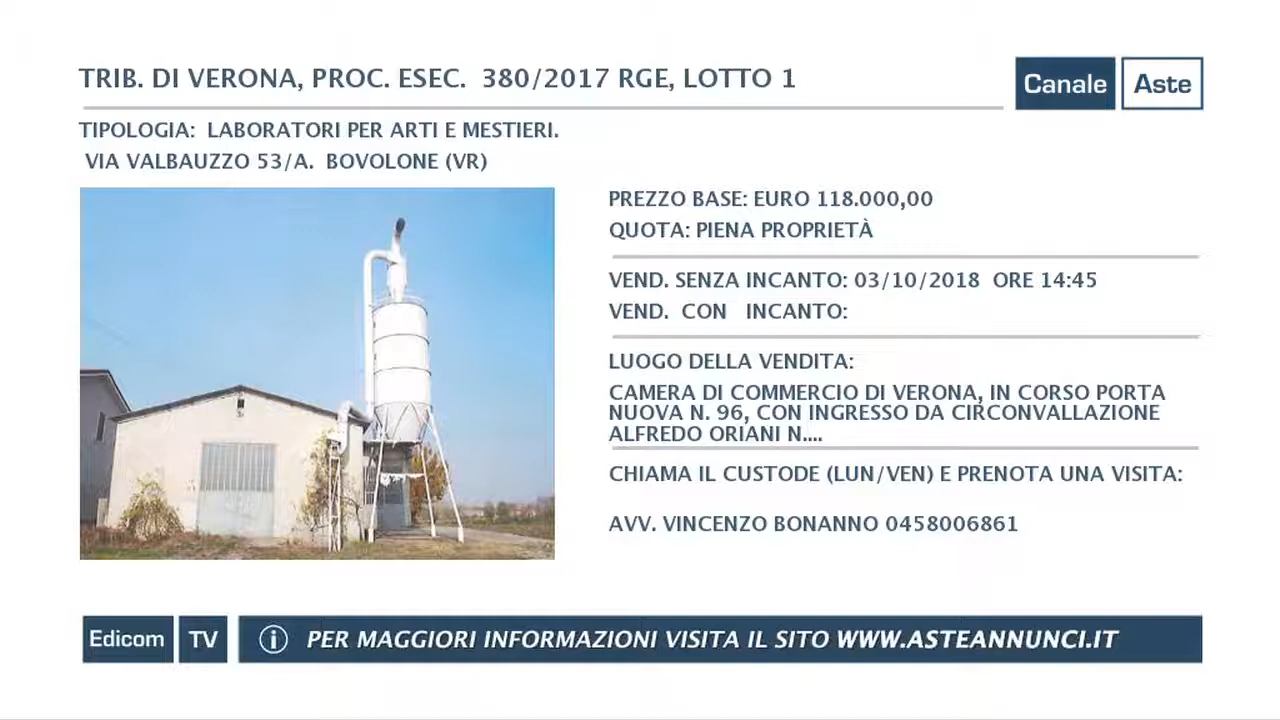 TRIB. DI VERONA, PROC. ESEC.  380/2017 RGE, LOTTO 1
Canale Aste
TIPOLOGIA:  LABORATORI PER ARTI E MESTIERI.
VIA VALBAUZZO 53/A.  BOVOLONE (VR)
PREZZO BASE: EURO 118.000,00
QUOTA: PIENA PROPRIETÀ
VEND. SENZA INCANTO: 03/10/2018  ORE 14:45
VEND.  CON   INCANTO:
LUOGO DELLA VENDITA:
CAMERA DI COMMERCIO DI VERONA, IN CORSO PORTA
NUOVA N. 96, CON INGRESSO DA CIRCONVALLAZIONE
ALFREDO ORIANI N....
CHIAMA IL CUSTODE (LUN/VEN) E PRENOTA UNA VISITA:
AVV. VINCENZO BONANNO 0458006861
Edicom TV
PER MAGGIORI INFORMAZIONI VISITA IL SITO WWW.ASTEANNUNCI.IT